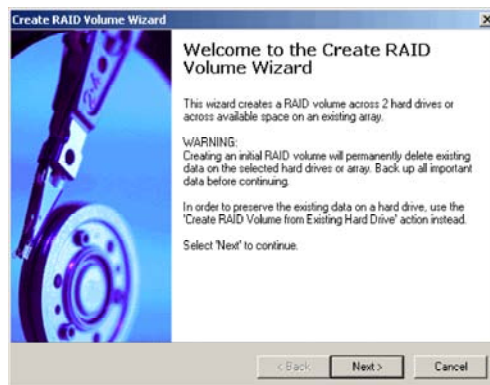 Create RAID Volume Wizard
Welcome to the Create RAID
Volume Wizard
This wizard creates a RAID volume across 2 hard drives or
across available space on an existing array.
WARNING:
Creating an initial RAID volume will permanently delete existing
data on the selected hard drives or array. Back up all important
data before continuing.
In order to preserve the existing data on a hard drive, use the
'Create RAID Volume from Existing Hard Drive' action instead.
Select 'Next' to continue.
< Back Next > Cancel